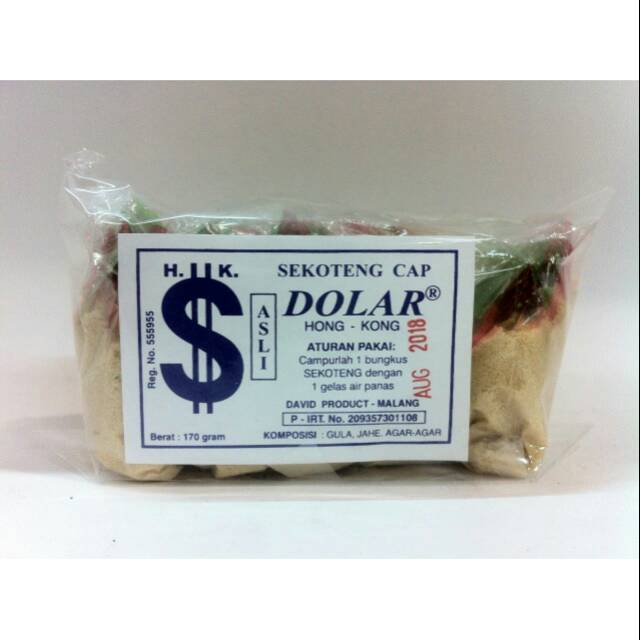 H. K.
$
Reg. No. 555955
Berat : 170 gram
ASLI
SEKOTENG CAP
DOLAR®
HONG - KONG
ATURAN PAKAI:
Campurlah 1 bungkus
SEKOTENG dengan
1 gelas air panas
AUG 2018
DAVID PRODUCT - MALANG
P - IRT. No. 209357301108
KOMPOSISI : GULA, JAHE. AGAR-AGAR